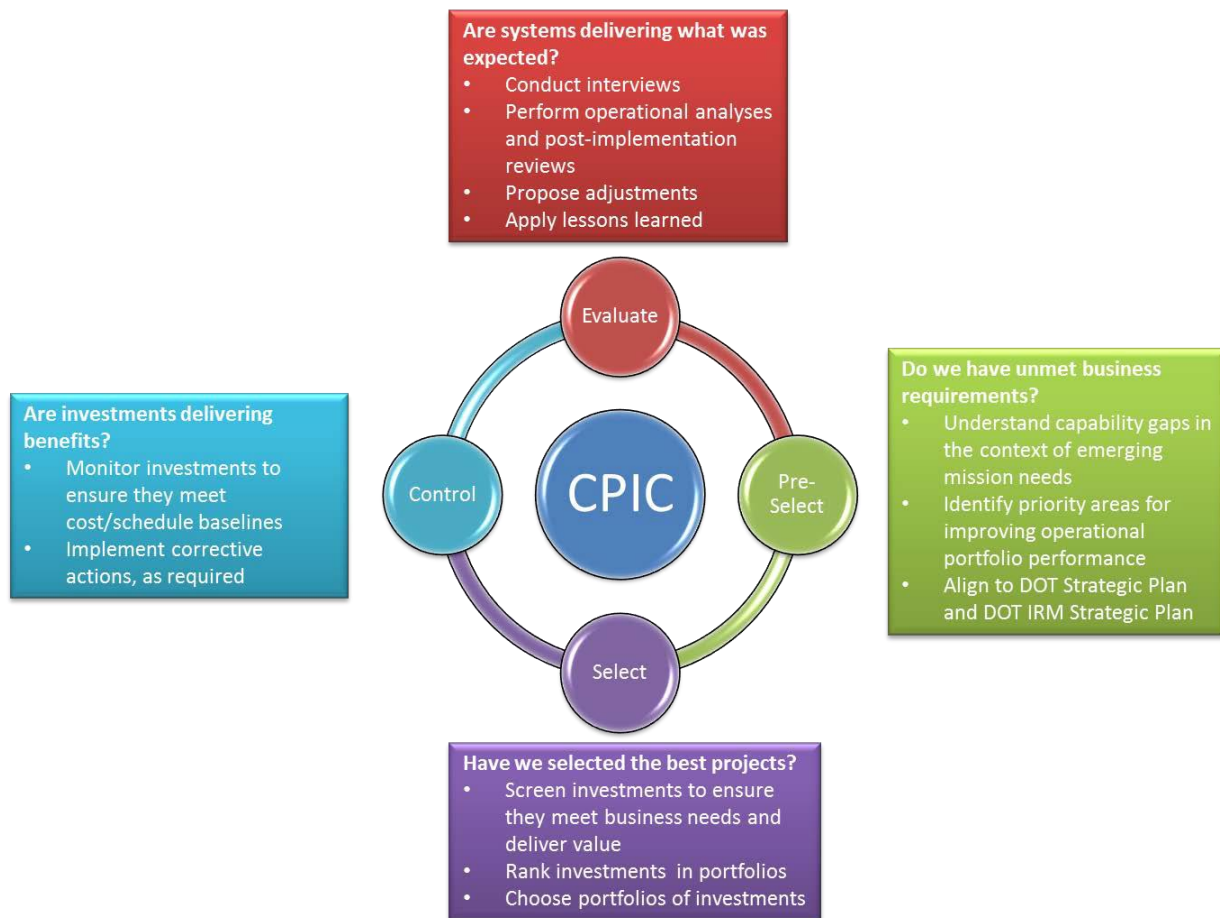 Are systems delivering what was
expected?
• Conduct interviews
• Perform operational analyses
and post-implementation
reviews
• Propose adjustments
• Apply lessons learned
Evaluate
Do we have unmet business
requirements?
• Understand capability gaps in
the context of emerging
mission needs
• Identify priority areas for
improving operational
portfolio performance
• Align to DOT Strategic Plan
and DOT IRM Strategic Plan
Are investments delivering
benefits?
• Monitor investments to
ensure they meet
cost/schedule baselines
• Implement corrective
actions, as required
Control
CPIC
Pre-
Select
Select
Have we selected the best projects?
• Screen investments to ensure
they meet business needs and
deliver value
• Rank investments in portfolios
• Choose portfolios of investments